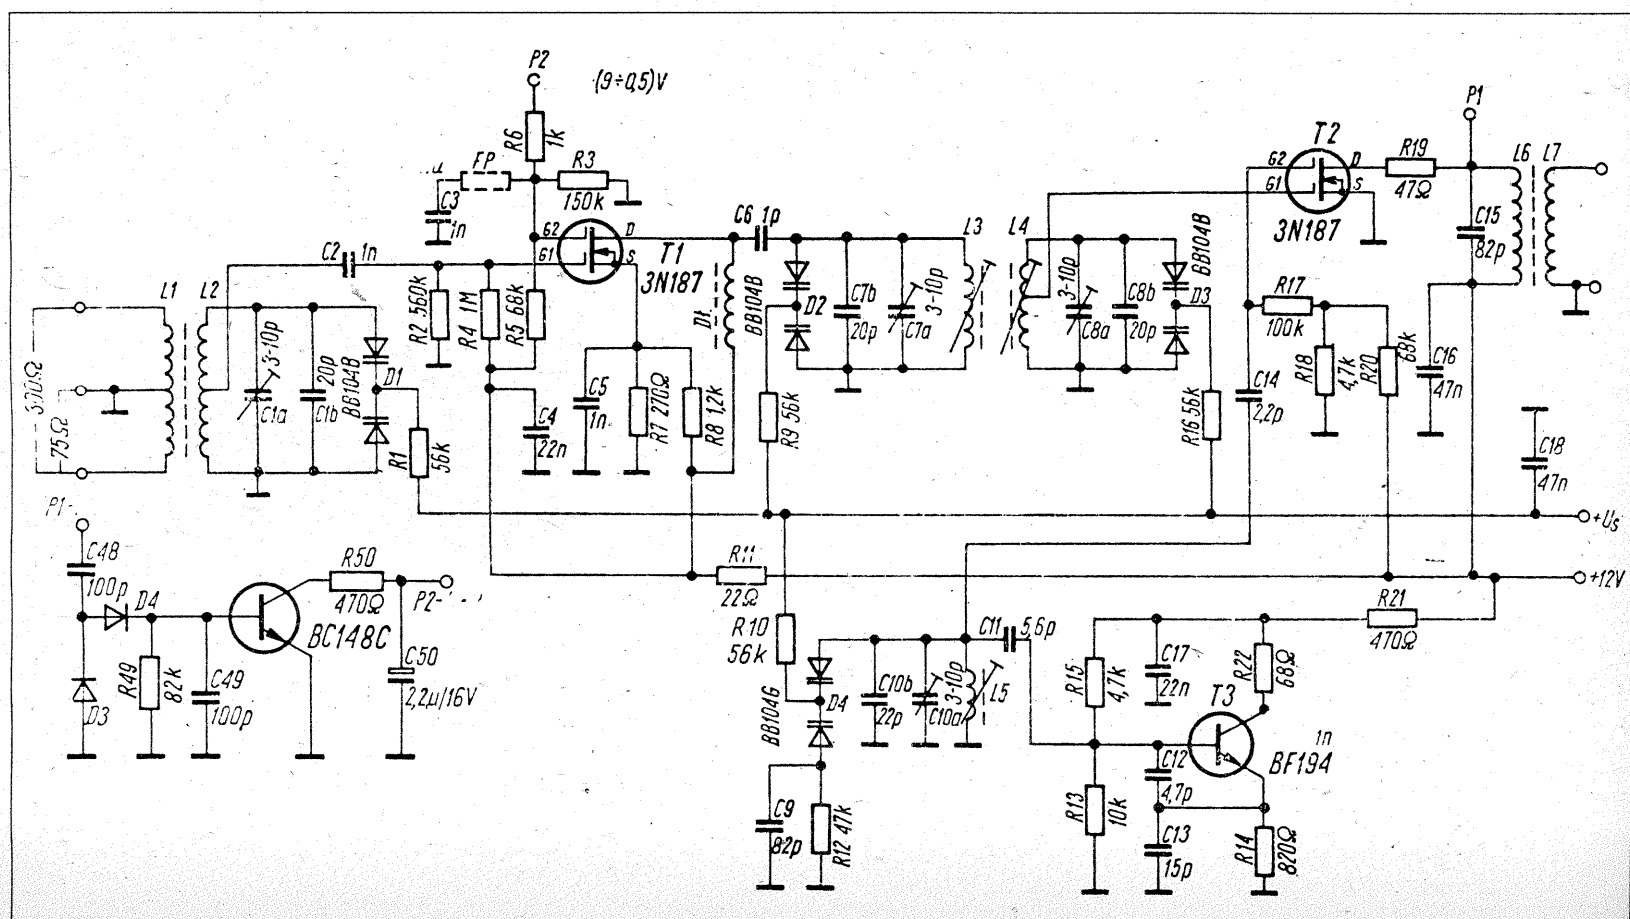 P2
(9÷0,5)V
P1
R6
1k
FP
R3
150k
C3
1n
G2
G1
D
S
T1
3N187
C6 1p
T2
3N187
G2
G1
D
S
R19
47Ω
L6 L7
C15
82p
C2 1n
L1 L2
3-10p
C1a
20p
C1b
BB104B
D1
R1
56k
300Ω
75Ω
R2 560k
R4 1M
R5 68k
C4
22n
C5
1n
R7 270Ω
R8 1,2k
Dł
BB104B
D2
C7b
20p
3-10p
C7a
L3 L4
3-10p
C8a
C8b
20p
BB104B
D3
R9 56k
R16 56k
R17
100k
R18
4,7k
R20
68k
C14
2,2p
C16
47n
C18
47n
+Us
+12V
P1
C48
100p
D4
D3
R49
82k
C49
100p
BC148C
R50
470Ω
P2
C50
2,2µ/16V
R11
22Ω
R10
56k
BB104G
D4
C9
82p
R12 47k
C10b
22p
C10a
3-10p
L5
C11 5,6p
R15
4,7k
R13
10k
C17
22n
R22
68Ω
R21
470Ω
T3
BF194
1n
C12
4,7p
C13
15p
R14
820Ω